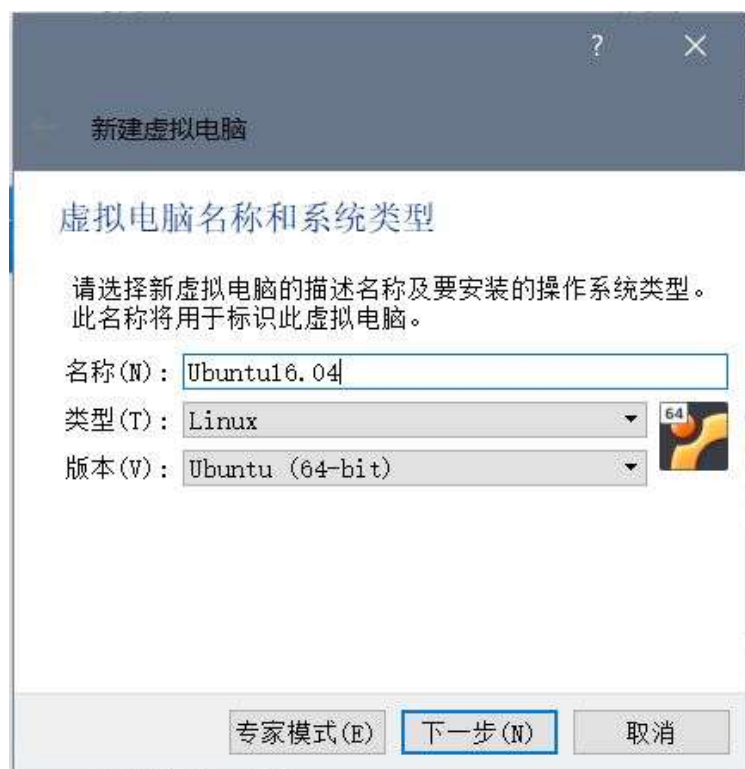 ?
新建虚拟电脑
虚拟电脑名称和系统类型
请选择新虚拟电脑的描述名称及要安装的操作系统类型。
此名称将用于标识此虚拟电脑。
名称(N): Ubuntu16.04
类型(T): Linux
64
版本(V): Ubuntu (64-bit)
专家模式(E) 下一步(N) 取消